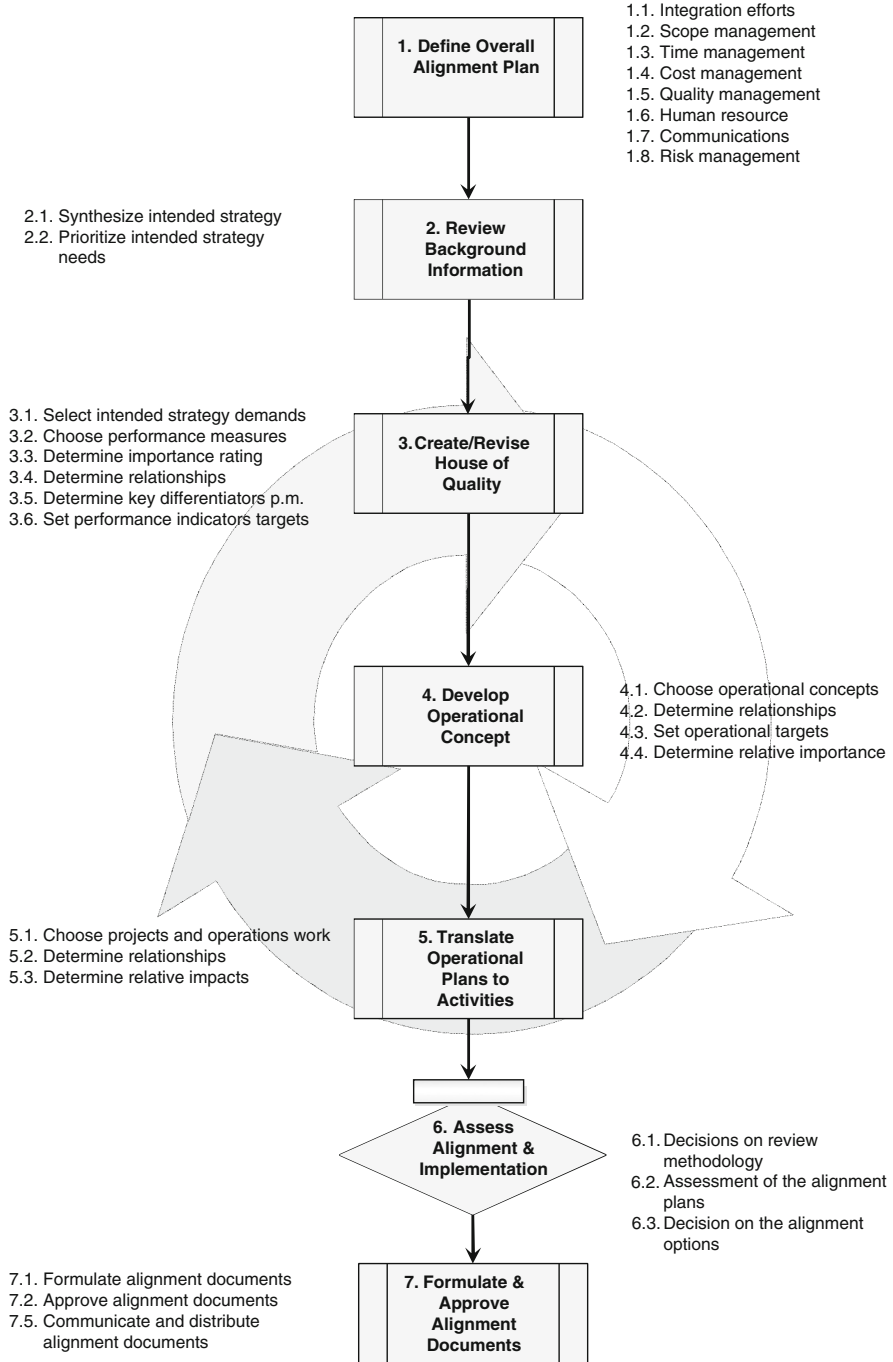 1. Define Overall
Alignment Plan
1.1. Integration efforts
1.2. Scope management
1.3. Time management
1.4. Cost management
1.5. Quality management
1.6. Human resource
1.7. Communications
1.8. Risk management
2.1. Synthesize intended strategy
2.2. Prioritize intended strategy
needs
2. Review
Background
Information
3.1. Select intended strategy demands
3.2. Choose performance measures
3.3. Determine importance rating
3.4. Determine relationships
3.5. Determine key differentiators p.m.
3.6. Set performance indicators targets
3.Create/Revise
House of
Quality
4. Develop
Operational
Concept
4.1. Choose operational concepts
4.2. Determine relationships
4.3. Set operational targets
4.4. Determine relative importance
5.1. Choose projects and operations work
5.2. Determine relationships
5.3. Determine relative impacts
5. Translate
Operational
Plans to
Activities
6. Assess
Alignment &
Implementation
6.1. Decisions on review
methodology
6.2. Assessment of the alignment
plans
6.3. Decision on the alignment
options
7.1. Formulate alignment documents
7.2. Approve alignment documents
7.5. Communicate and distribute
alignment documents
7. Formulate &
Approve
Alignment
Documents